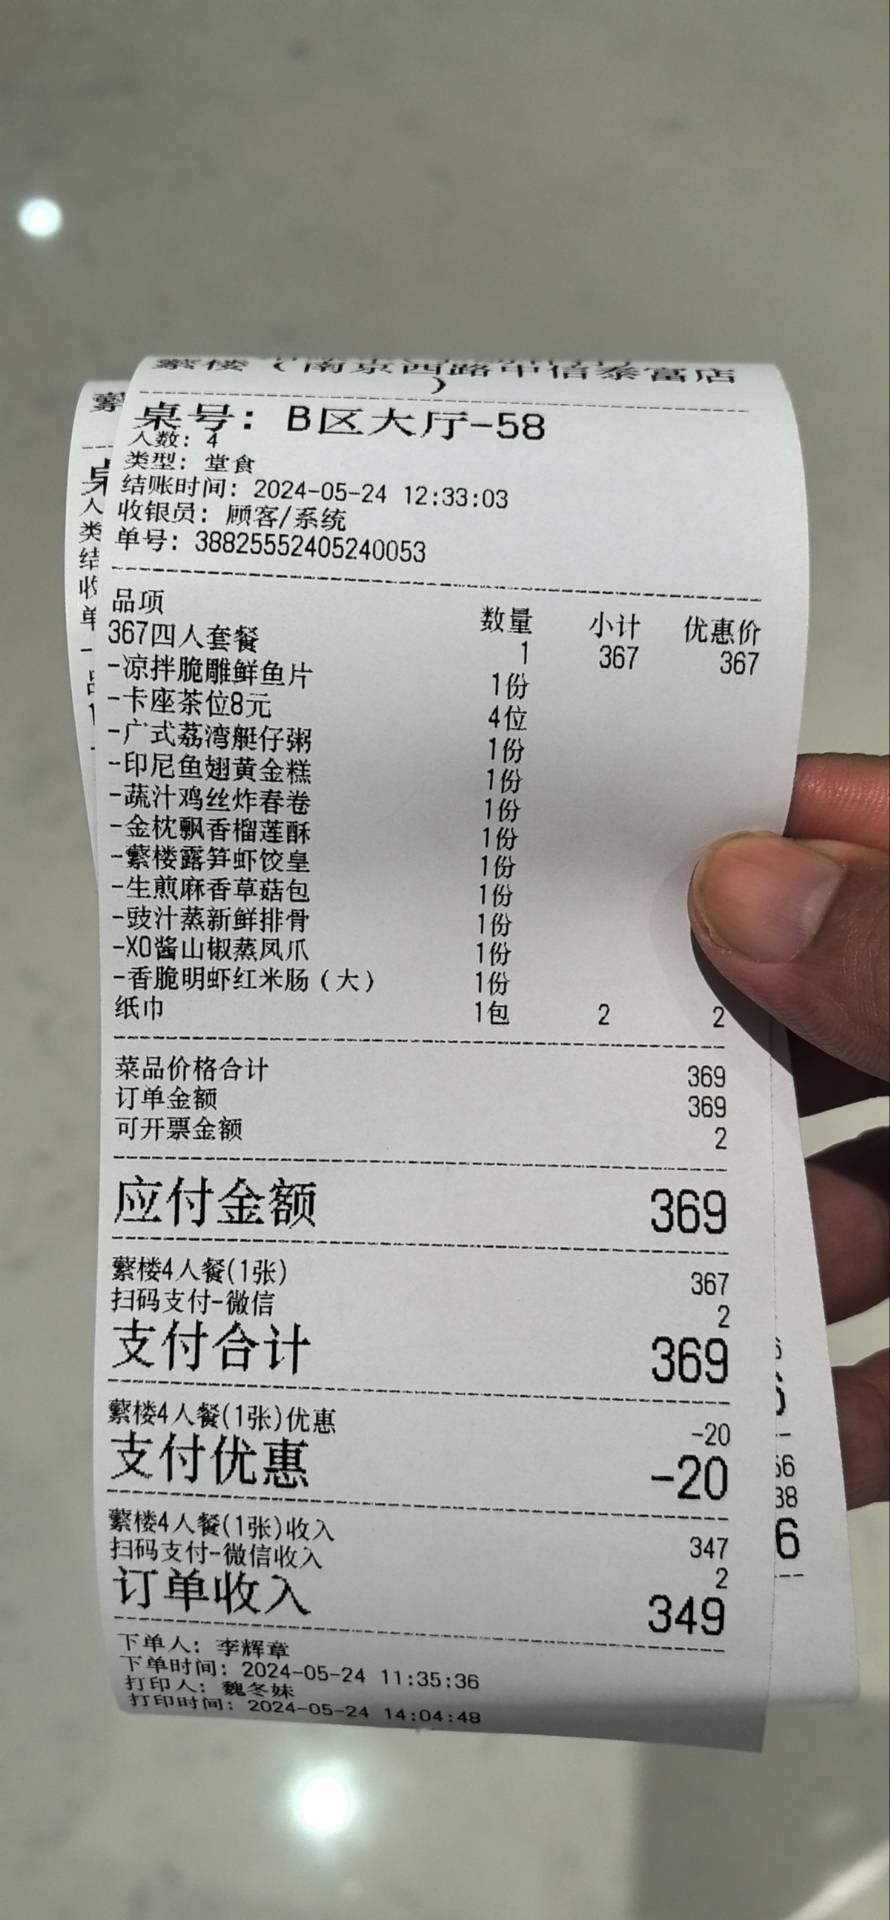 蘩楼（南京西路中信泰富店
）
桌号: B区大厅-58
人数: 4
类型: 堂食
结账时间: 2024-05-24 12:33:03
收银员: 顾客/系统
单号: 38825552405240053
品项 数量 小计 优惠价
367四人套餐 1 367 367
-凉拌脆雕鲜鱼片 1份
-卡座茶位8元 4位
-广式荔湾艇仔粥 1份
-印尼鱼翅黄金糕 1份
-蔬汁鸡丝炸春卷 1份
-金枕飘香榴莲酥 1份
-蘩楼露笋虾饺皇 1份
-生煎麻香草菇包 1份
-豉汁蒸新鲜排骨 1份
-XO酱山椒蒸凤爪 1份
-香脆明虾红米肠（大） 1份
纸巾 1包 2 2
菜品价格合计 369
订单金额 369
可开票金额 2
应付金额 369
蘩楼4人餐(1张) 367
扫码支付-微信 2
支付合计 369
蘩楼4人餐(1张)优惠 -20
支付优惠 -20
蘩楼4人餐(1张)收入 347
扫码支付-微信收入 2
订单收入 349
下单人: 李辉章
下单时间: 2024-05-24 11:35:36
打印人: 魏冬妹
打印时间: 2024-05-24 14:04:48